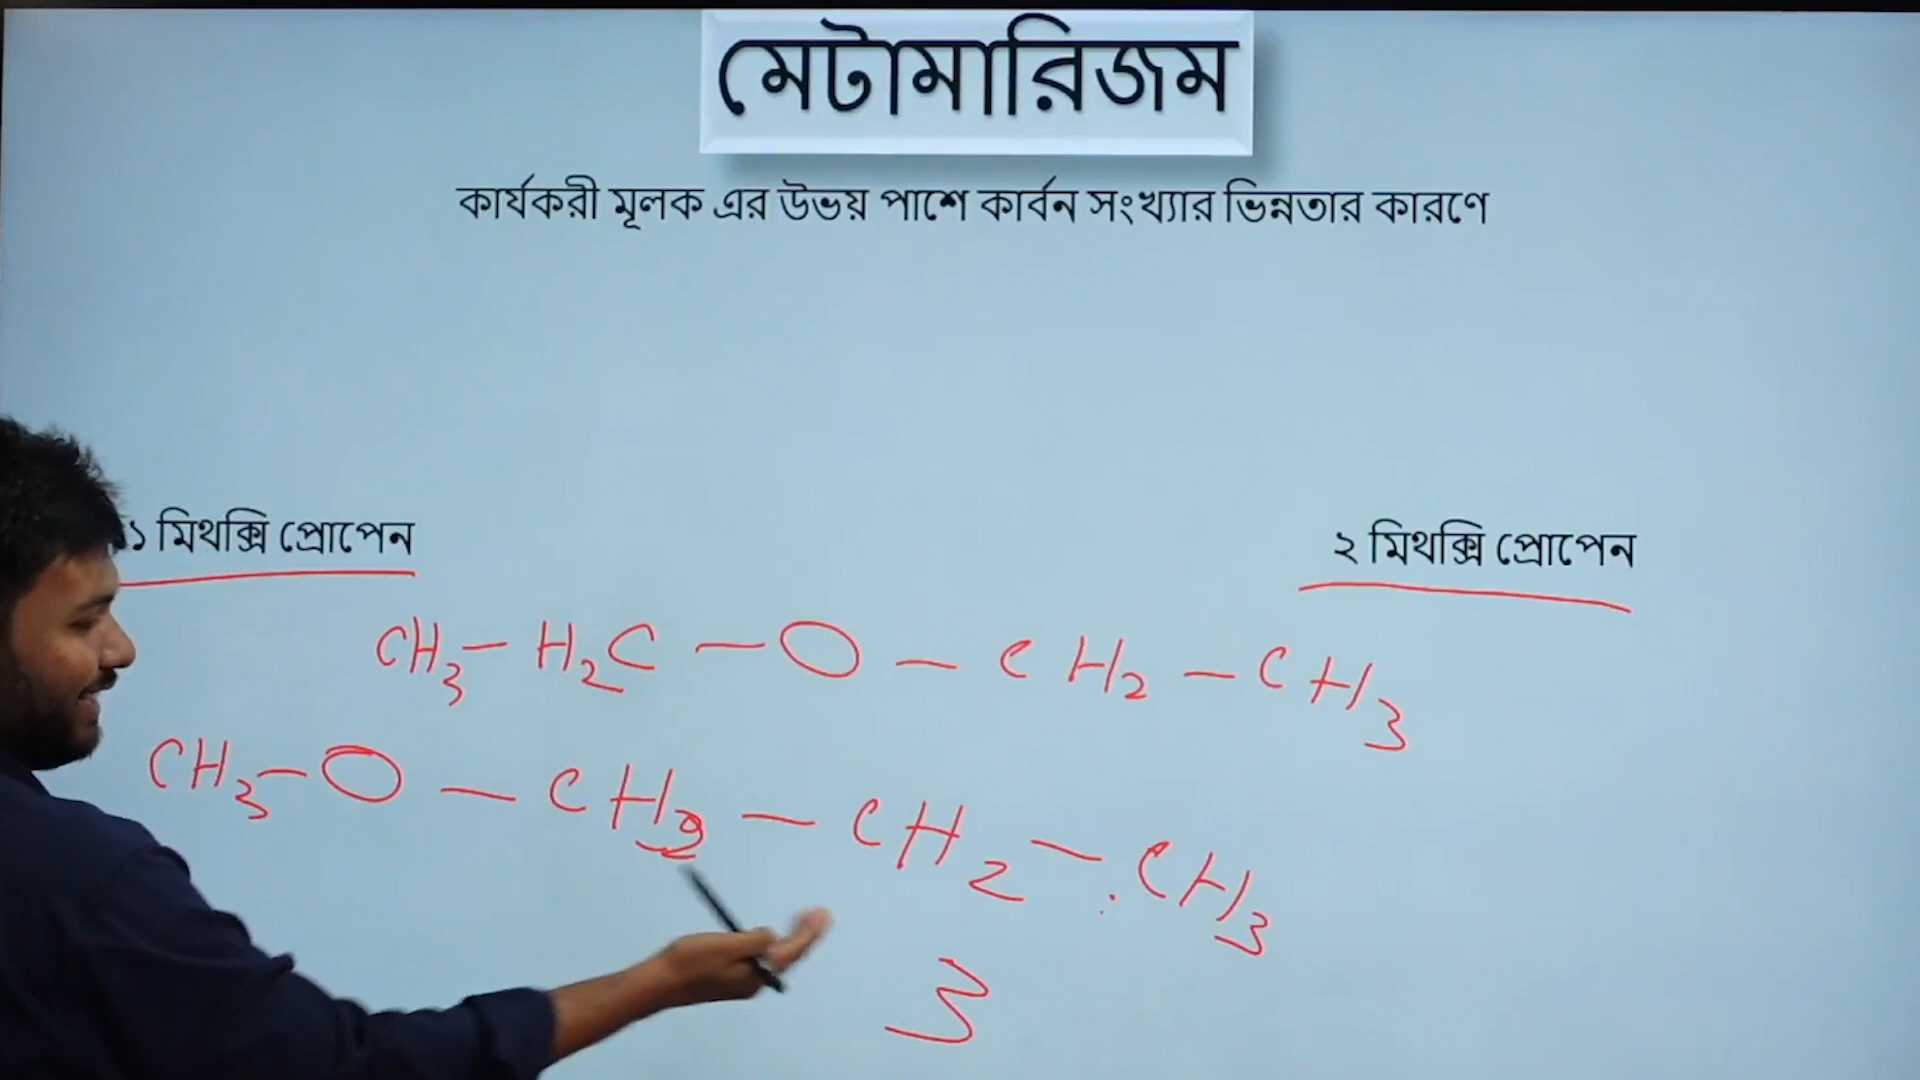 মেটামারিজম
কার্যকরী মূলক এর উভয় পাশে কার্বন সংখ্যার ভিন্নতার কারণে
১ মিথক্সি প্রোপেন
২ মিথক্সি প্রোপেন
CH3 - H2C - O - CH2 - CH3
CH3 - O - CH2 - CH2 - CH3
3